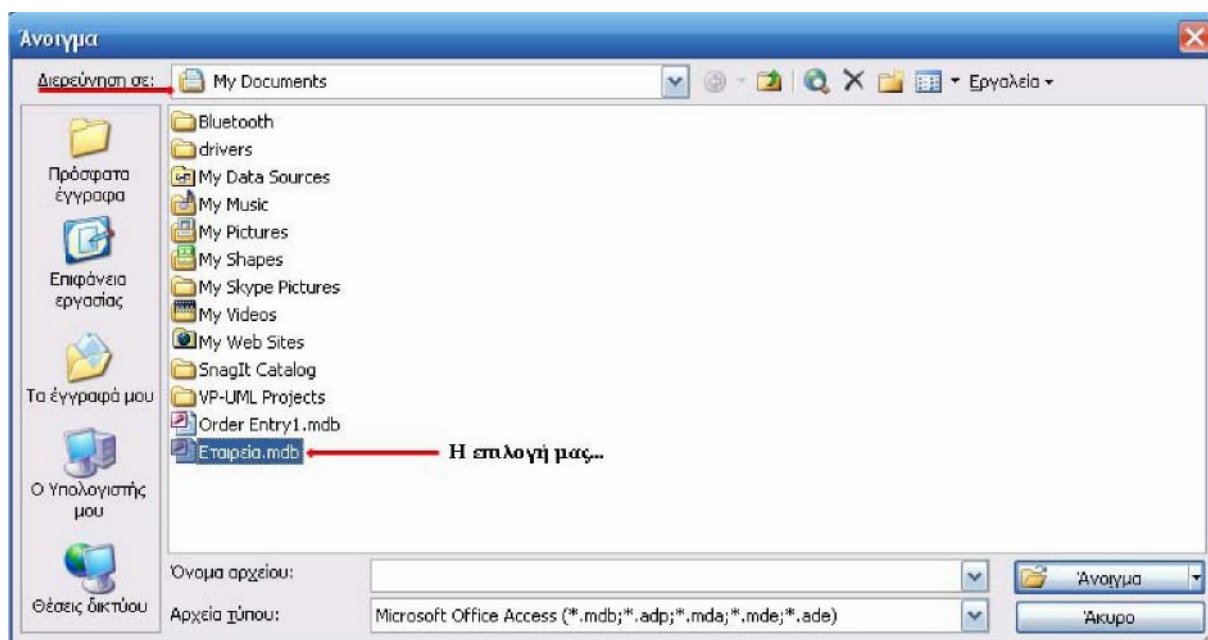 Άνοιγμα
Διερεύνηση σε:
My Documents
Εργαλεία
Πρόσφατα
έγγραφα
Επιφάνεια
εργασίας
Τα έγγραφά μου
Ο Υπολογιστής
μου
Θέσεις δικτύου
Bluetooth
drivers
My Data Sources
My Music
My Pictures
My Shapes
My Skype Pictures
My Videos
My Web Sites
SnagIt Catalog
VP-UML Projects
Order Entry1.mdb
Εταιρεία.mdb
Η επιλογή μας...
Όνομα αρχείου:
Άνοιγμα
Αρχεία τύπου:
Microsoft Office Access (*.mdb;*.adp;*.mda;*.mde;*.ade)
Άκυρο